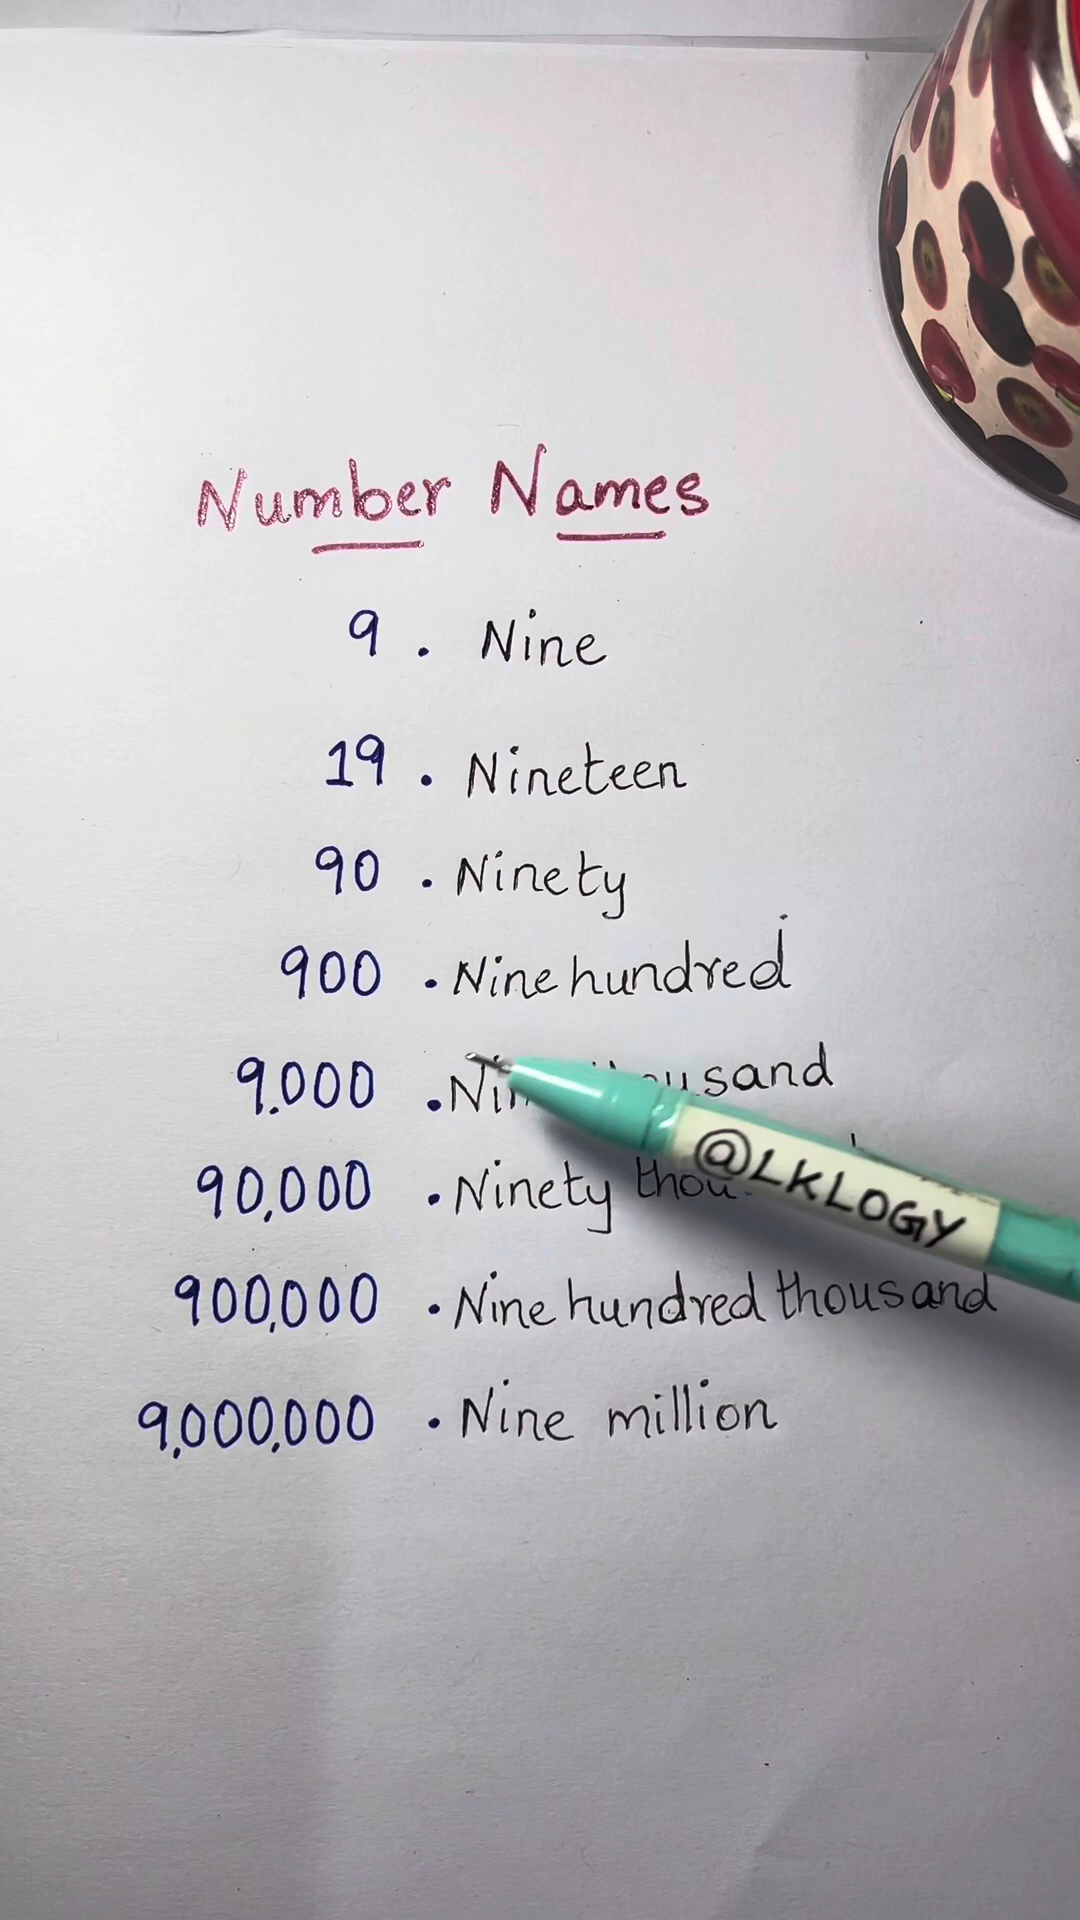 Number Names
9 . Nine
19 . Nineteen
90 . Ninety
900 . Nine hundred
9.000 . sand
90,000 . Ninety
@LKLOGY
900,000 . Nine hundred thousand
9,000,000 . Nine million